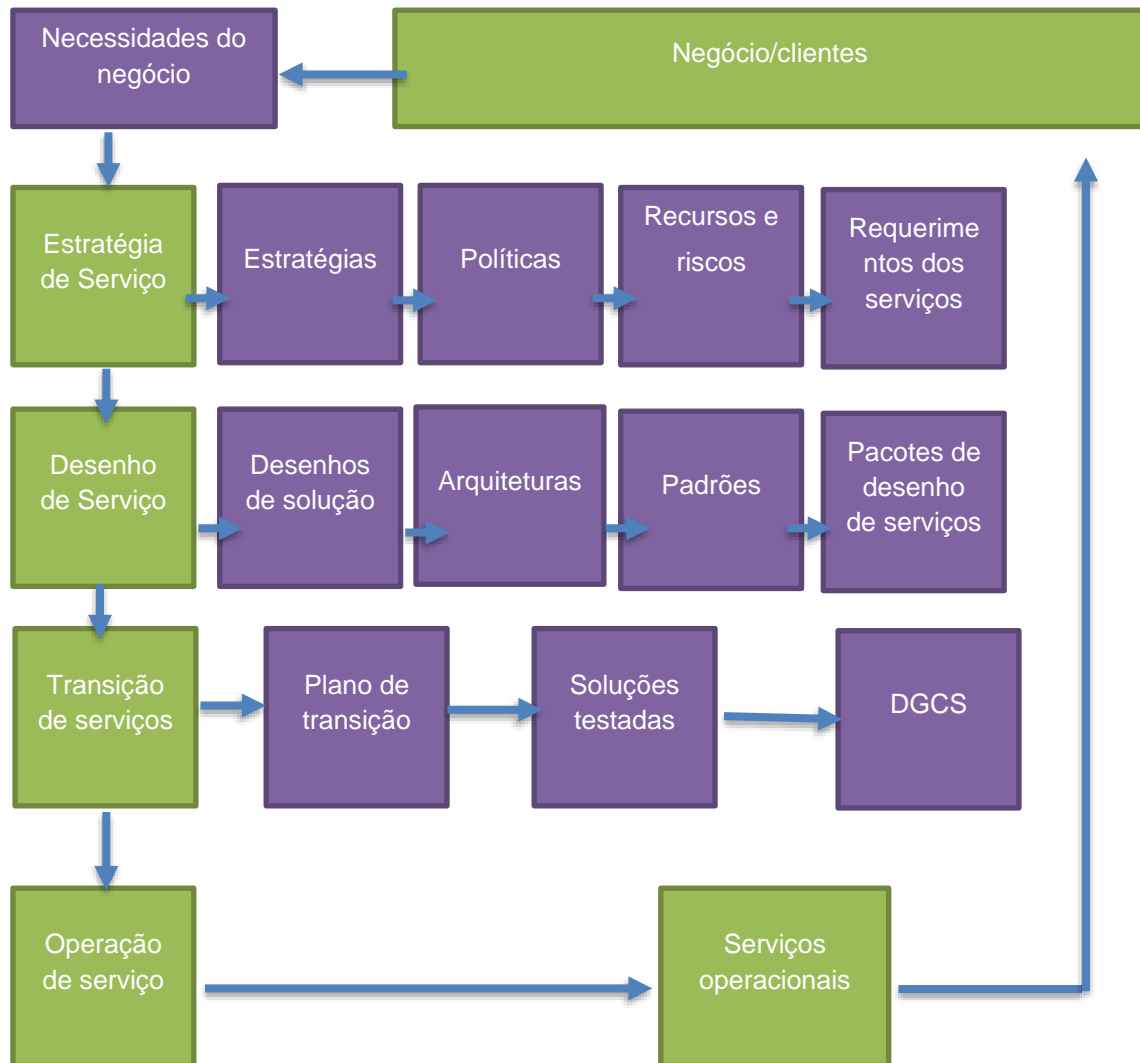 Necessidades do
negócio
Negócio/clientes
Estratégia
de Serviço
Estratégias
Políticas
Recursos e
riscos
Requerime
ntos dos
serviços
Desenho
de Serviço
Desenhos
de solução
Arquiteturas
Padrões
Pacotes de
desenho
de serviços
Transição
de serviços
Plano de
transição
Soluções
testadas
DGCS
Operação
de serviço
Serviços
operacionais